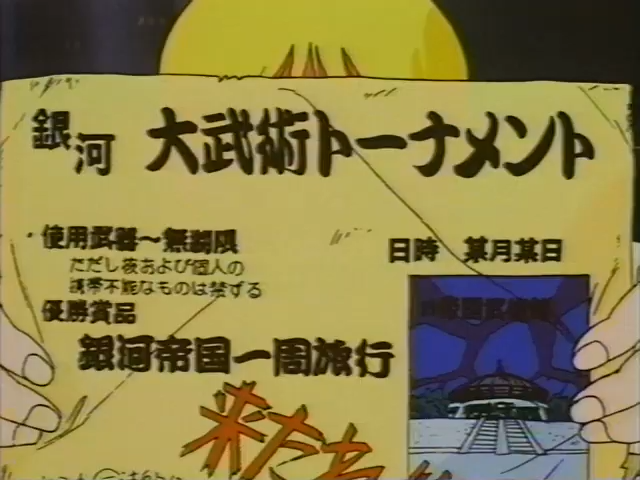 銀河 大武術トーナメント
・使用武器〜無制限
ただし核および個人の
携帯不能なものは禁ずる
日時 某月某日
優勝賞品
銀河帝国一周旅行
来たれ